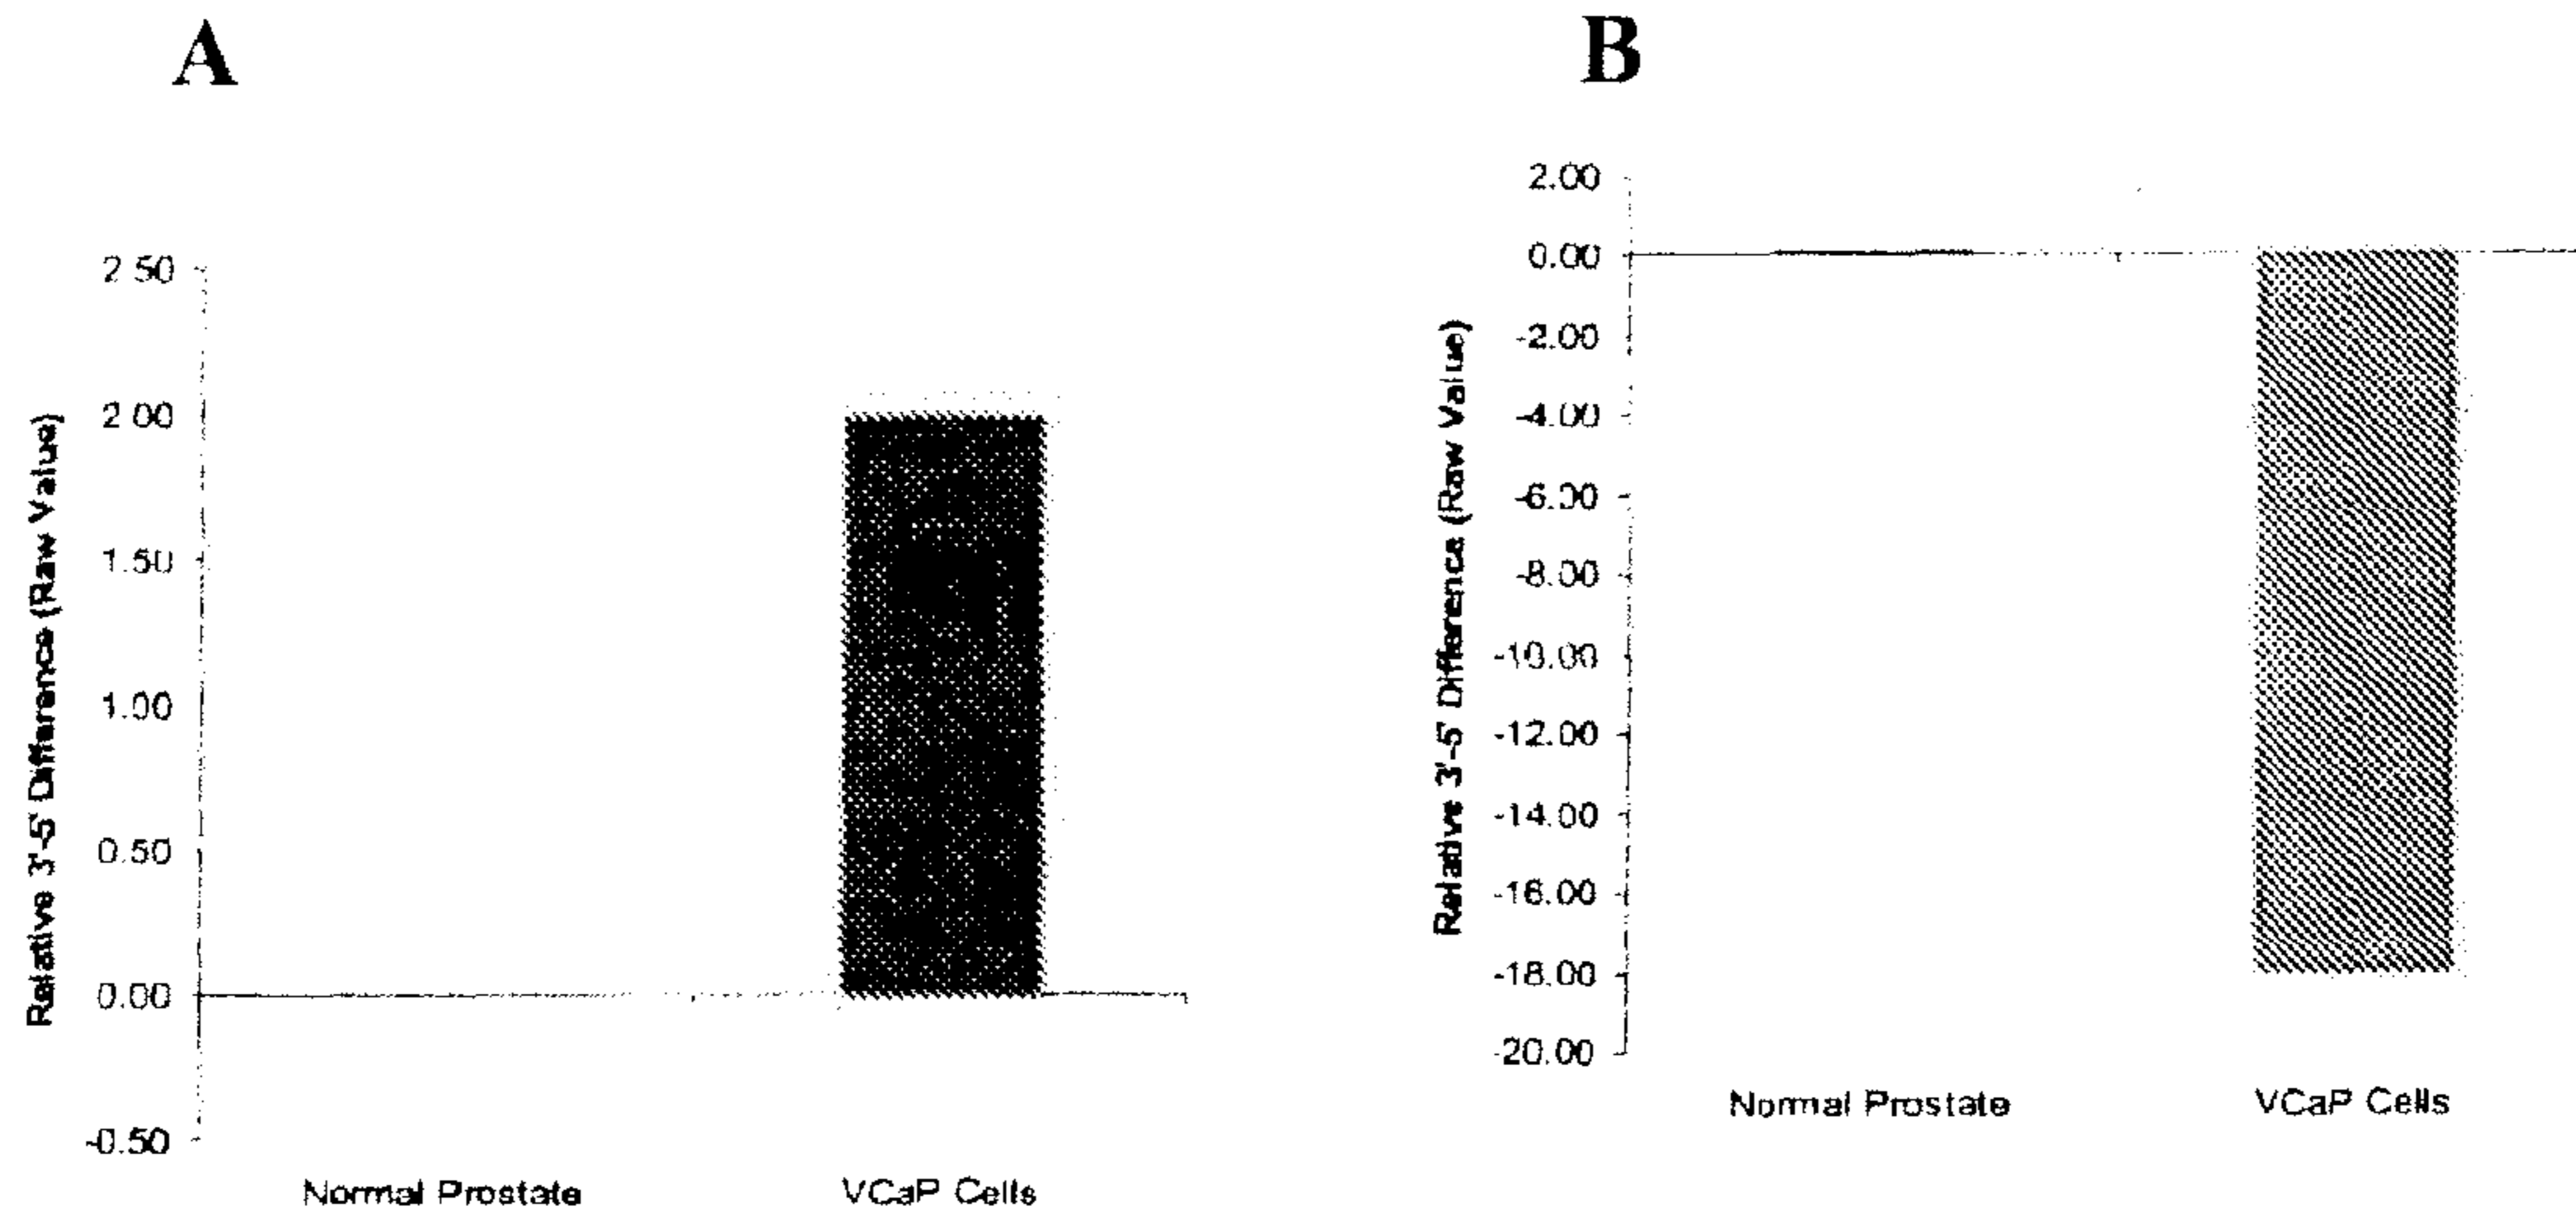 A
Relative 3'-5' Difference (Raw Value)
2.50
2.00
1.50
1.00
0.50
0.00
-0.50
Normal Prostate
VCaP Cells
B
Relative 3'-5' Difference (Raw Value)
2.00
0.00
-2.00
-4.00
-6.00
-8.00
-10.00
-12.00
-14.00
-16.00
-18.00
-20.00
Normal Prostate
VCaP Cells